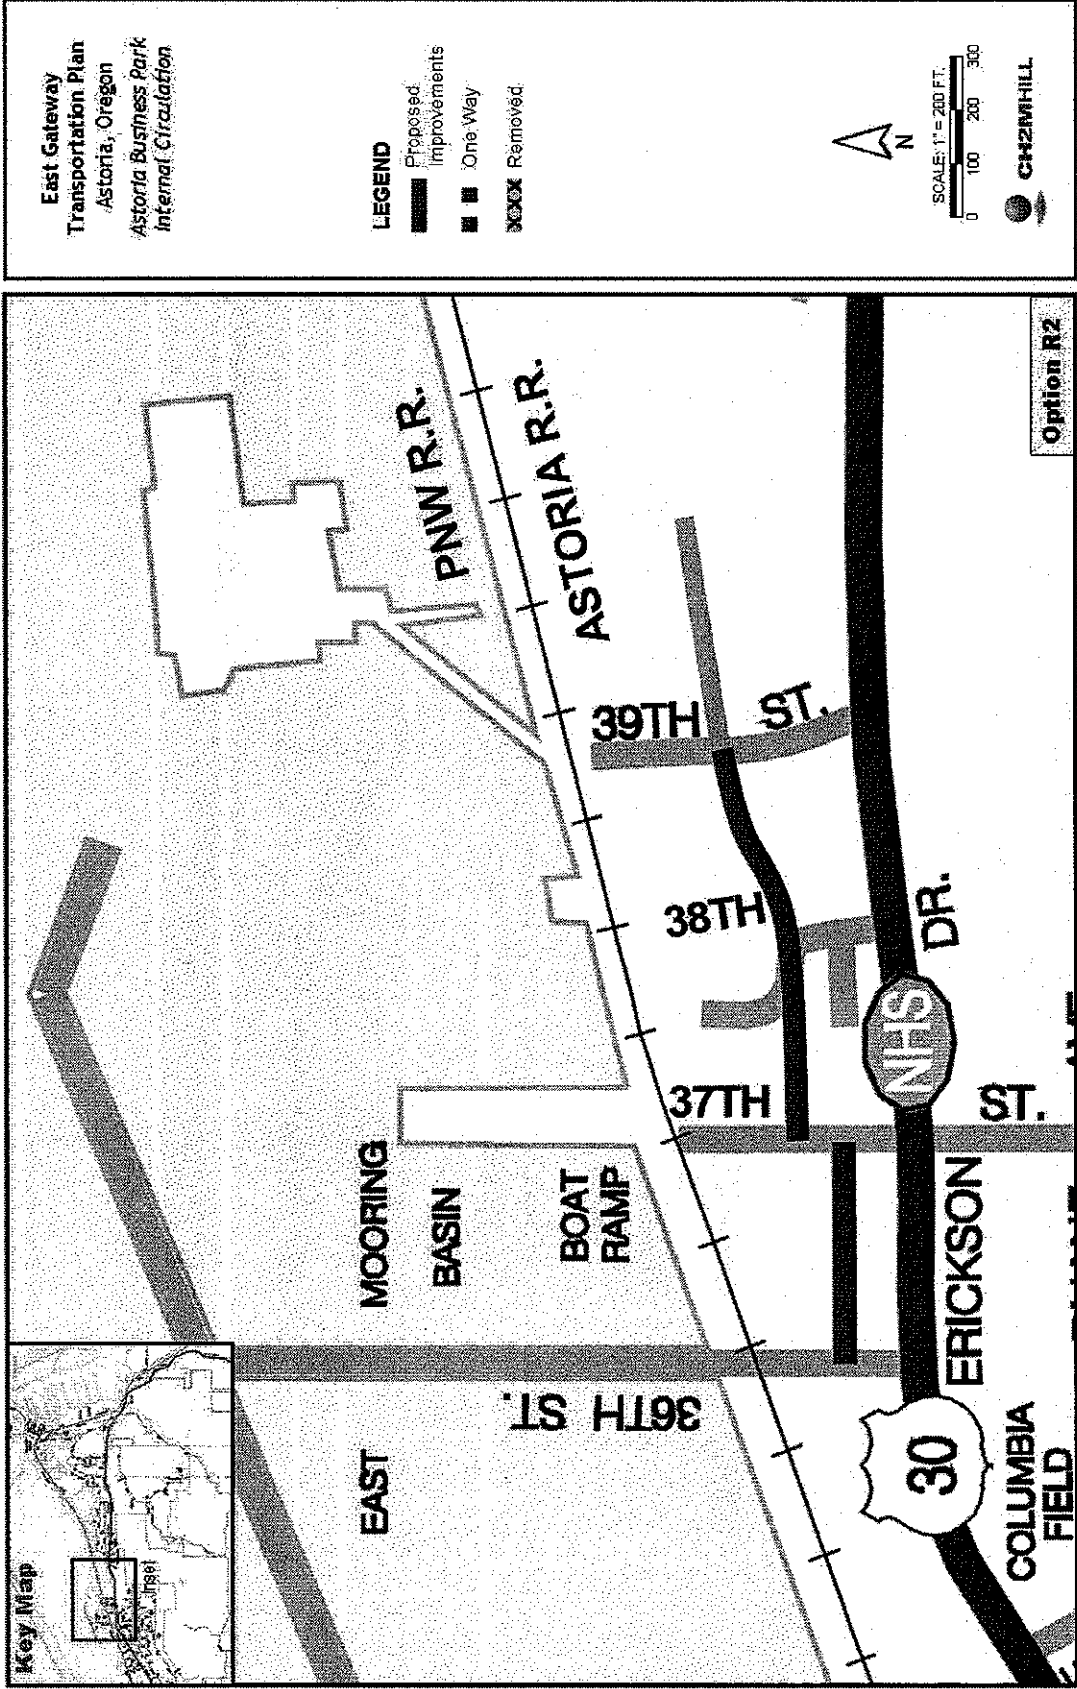 East Gateway
Transportation Plan
Astoria, Oregon
Astoria Business Park
Internal Circulation
LEGEND
Proposed
Improvements
One Way
XXXX Removed
N
SCALE: 1" = 200 FT.
0 100 200 300
CH2MHILL
Key Map
Inset
EAST
MOORING
BASIN
BOAT
RAMP
36TH ST.
37TH
ST.
38TH
39TH
ST.
PNW R.R.
ASTORIA R.R.
30
NHS
ERICKSON
DR.
COLUMBIA
FIELD
Option R2